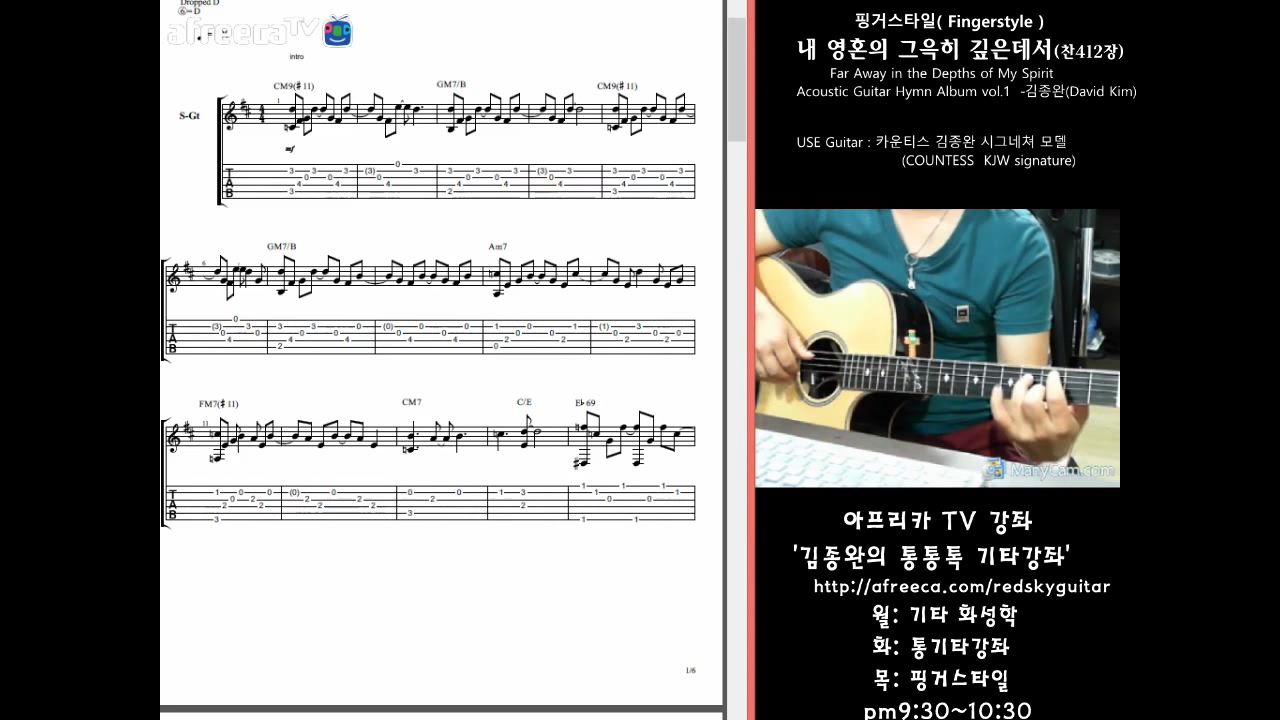 Dropped D
⑥=D
afreecaTV
intro
CM9(♯11) GM7/B CM9(♯11)
S-Gt
mf
GM7/B Am7
FM7(♯11) CM7 C/E E♭69
1/6
핑거스타일( Fingerstyle )
내 영혼의 그윽히 깊은데서(찬412장)
Far Away in the Depths of My Spirit
Acoustic Guitar Hymn Album vol.1 -김종완(David Kim)
USE Guitar : 카운티스 김종완 시그네쳐 모델
(COUNTESS KJW signature)
ManyCam.com
아프리카 TV 강좌
'김종완의 통통톡 기타강좌'
http://afreeca.com/redskyguitar
월: 기타 화성학
화: 통기타강좌
목: 핑거스타일
pm9:30~10:30